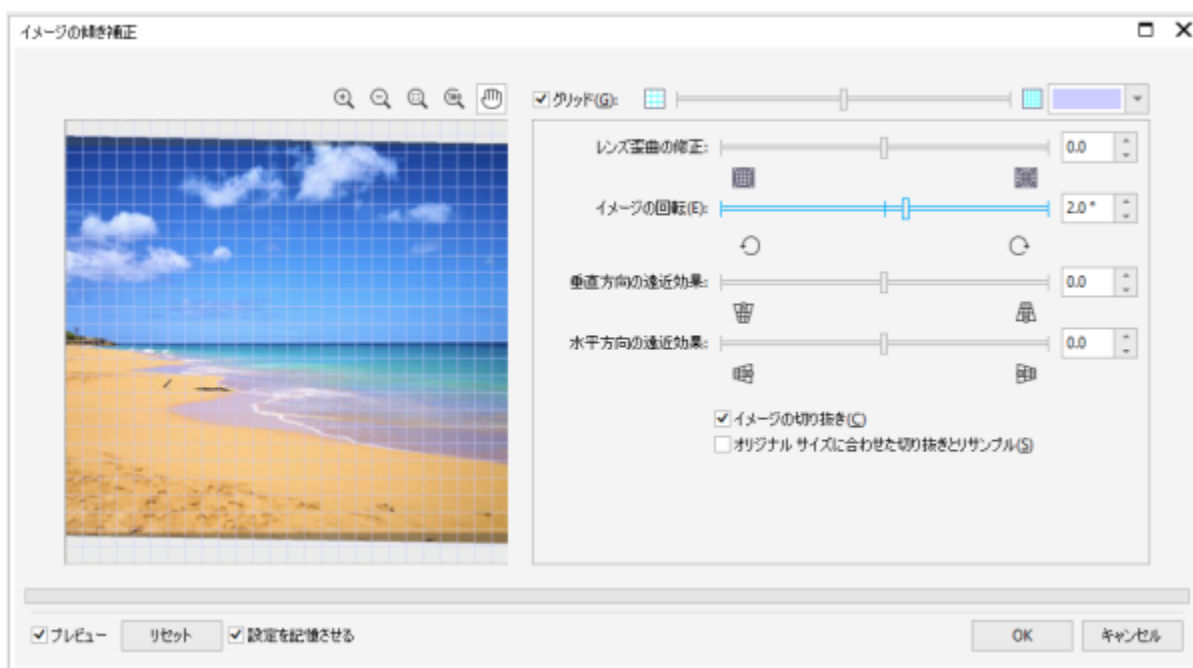 イメージの傾き補正
グリッド(G):
レンズ歪曲の修正: 0.0
イメージの回転(E): 2.0 °
垂直方向の遠近効果: 0.0
水平方向の遠近効果: 0.0
イメージの切り抜き(C)
オリジナル サイズに合わせた切り抜きとリサンプル(S)
プレビュー リセット 設定を記憶させる OK キャンセル